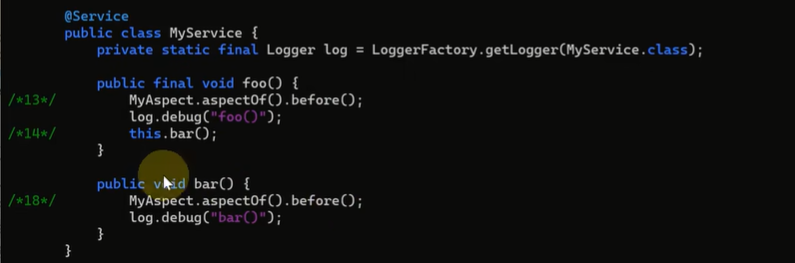 @Service
public class MyService {
private static final Logger log = LoggerFactory.getLogger(MyService.class);
public final void foo() {
/*13*/ MyAspect.aspectOf().before();
log.debug("foo()");
/*14*/ this.bar();
}
public void bar() {
/*18*/ MyAspect.aspectOf().before();
log.debug("bar()");
}
}